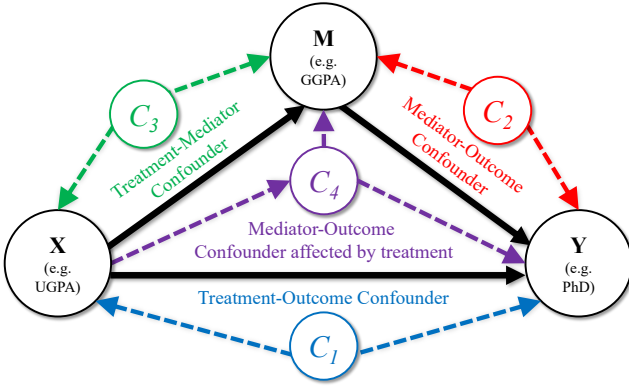 M
(e.g.
GGPA)
C3
C2
Treatment-Mediator
Confounder
Mediator-Outcome
Confounder
C4
X
(e.g.
UGPA)
Mediator-Outcome
Confounder affected by treatment
Y
(e.g.
PhD)
Treatment-Outcome Confounder
C1